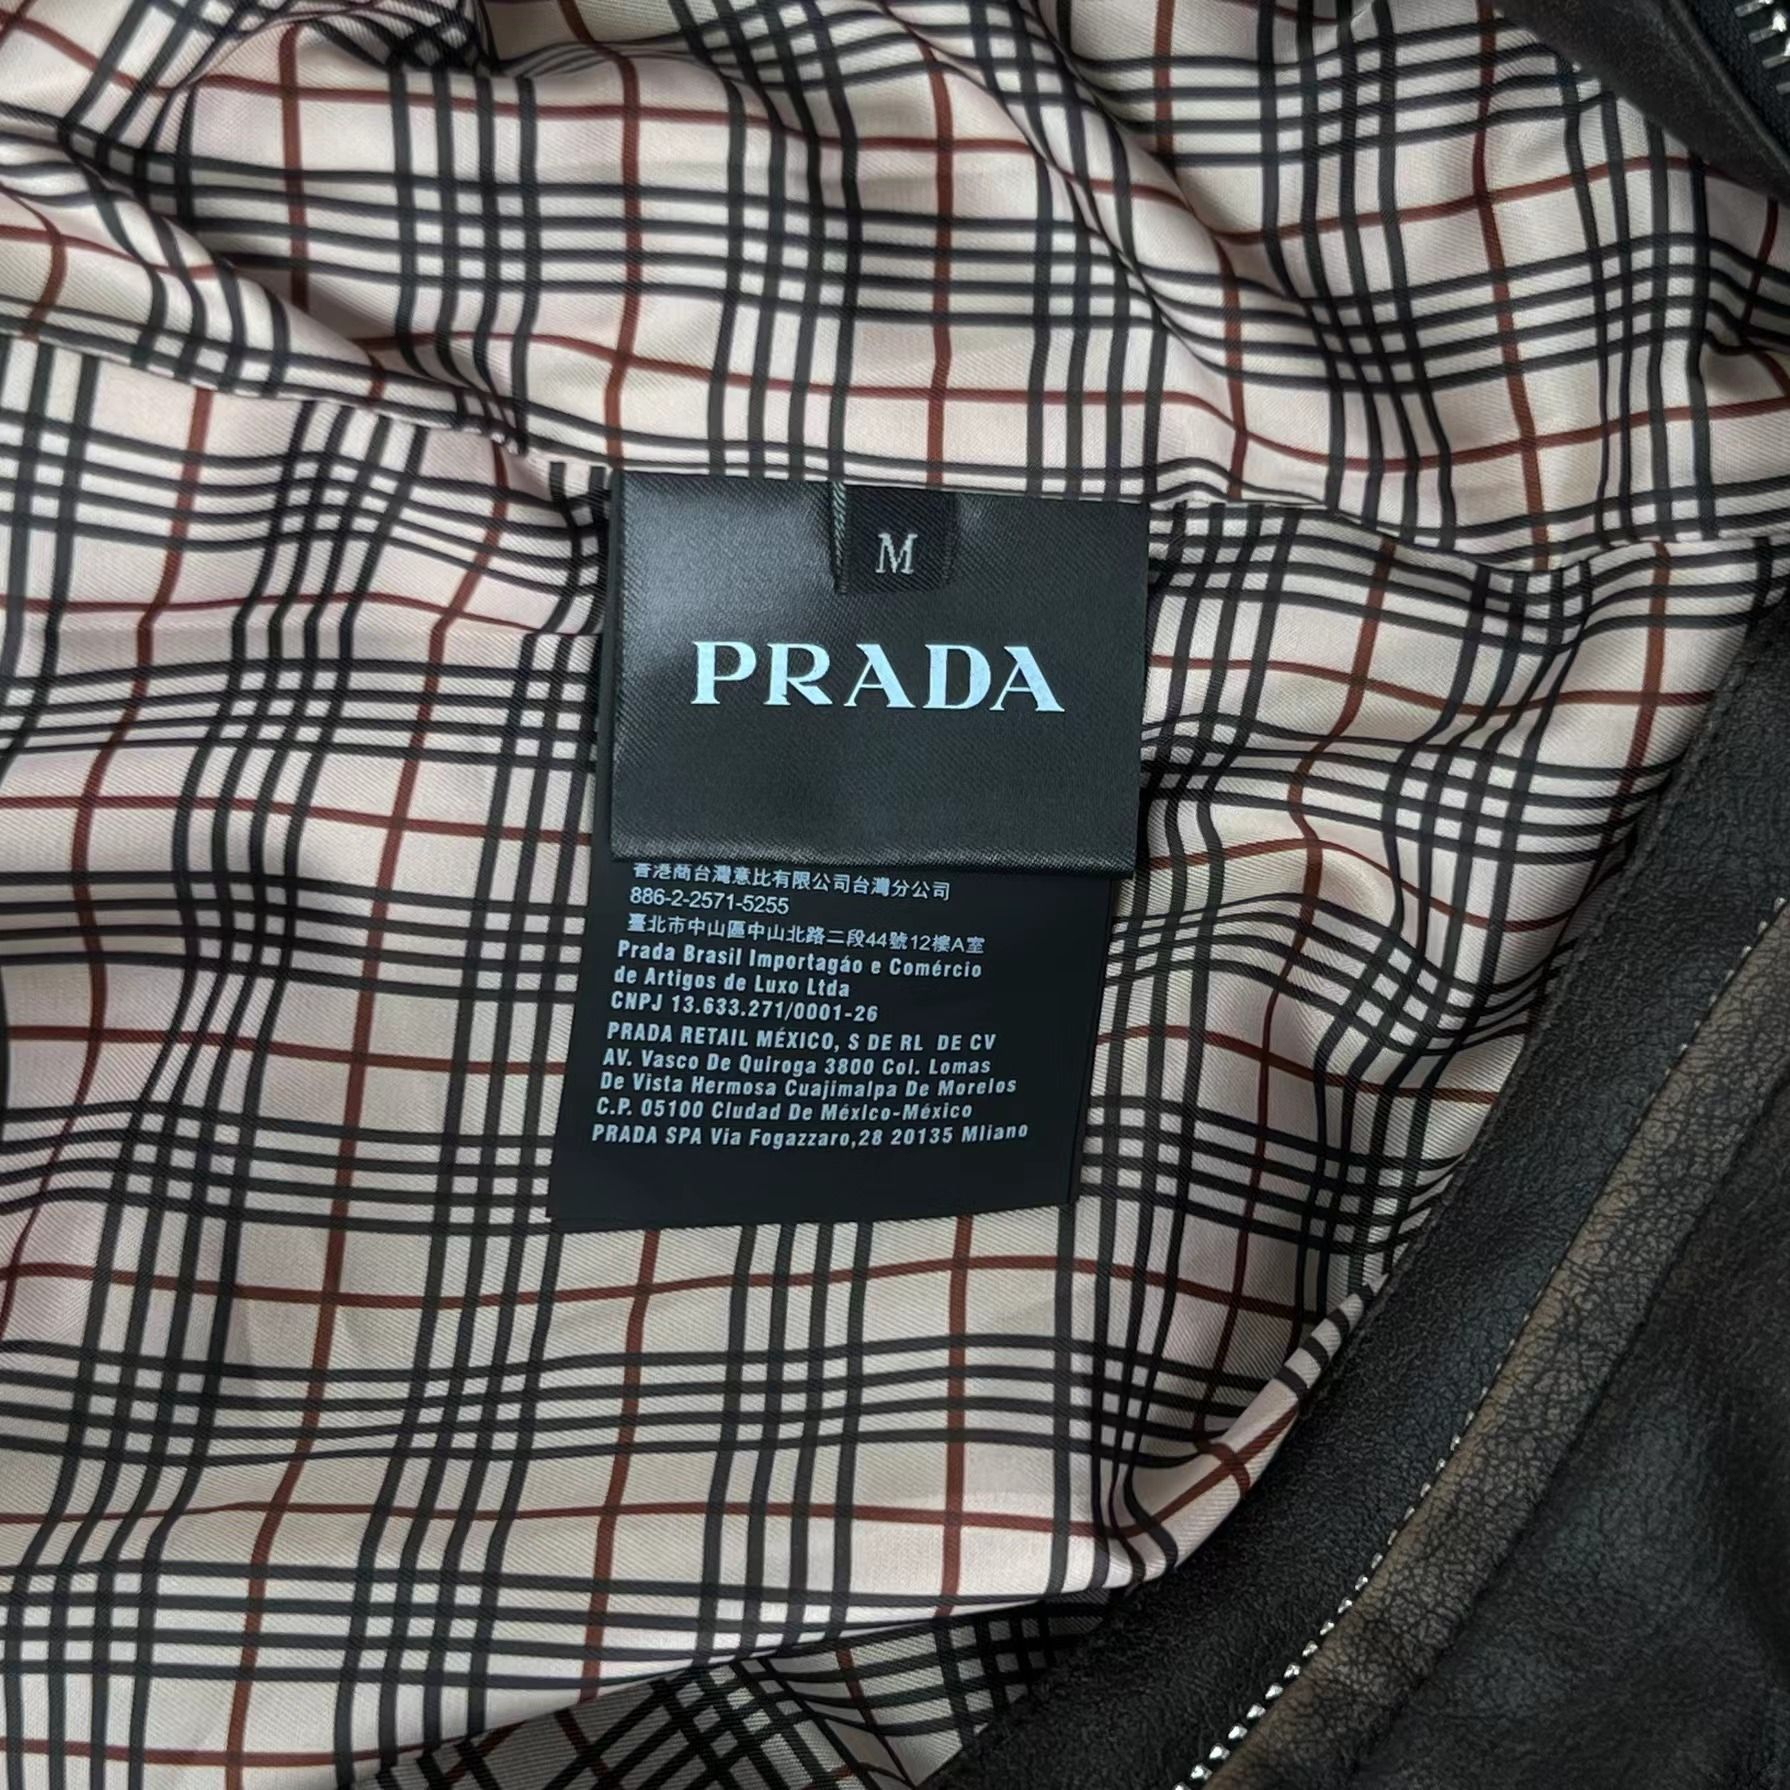 M
PRADA
香港商台灣意比有限公司台灣分公司
886-2-2571-5255
臺北市中山區中山北路二段44號12樓A室
Prada Brasil Importagáo e Comércio
de Artigos de Luxo Ltda
CNPJ 13.633.271/0001-26
PRADA RETAIL MÉXICO, S DE RL DE CV
AV. Vasco De Quiroga 3800 Col. Lomas
De Vista Hermosa Cuajimalpa De Morelos
C.P. 05100 Cludad De Méxlco-México
PRADA SPA Via Fogazzaro,28 20135 Mliano